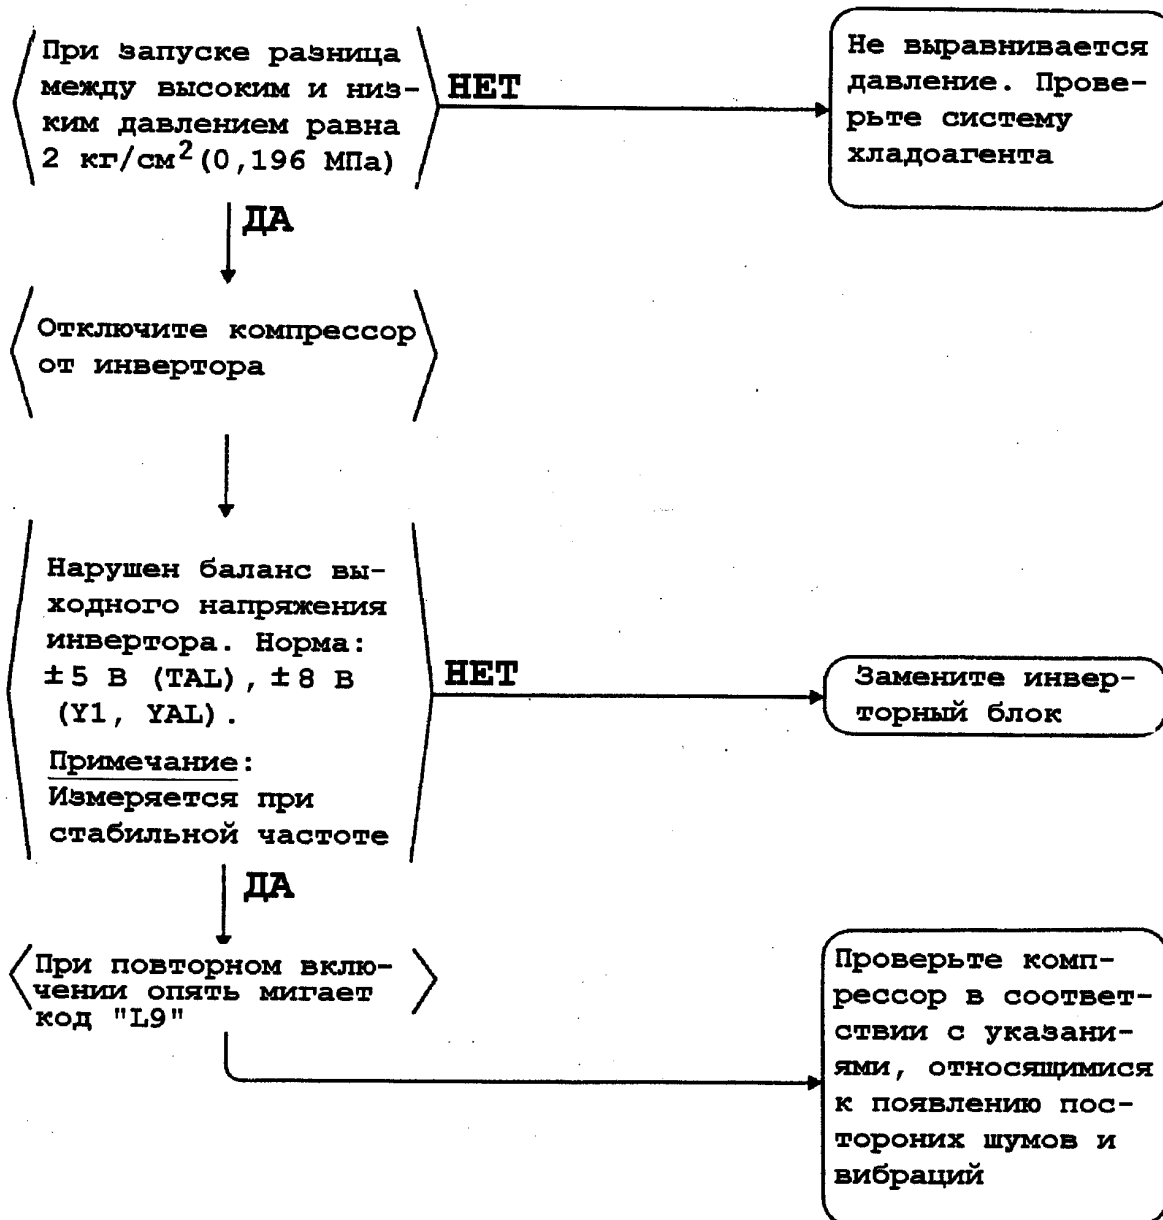 При запуске разница
между высоким и низ-
ким давлением равна
2 кг/см² (0,196 МПа)
НЕТ
Не выравнивается
давление. Прове-
рьте систему
хладоагента
ДА
Отключите компрессор
от инвертора
Нарушен баланс вы-
ходного напряжения
инвертора. Норма:
±5 В (TAL), ±8 В
(Y1, YAL).
Примечание:
Измеряется при
стабильной частоте
НЕТ
Замените инвер-
торный блок
ДА
При повторном вклю-
чении опять мигает
код "L9"
Проверьте комп-
рессор в соответ-
ствии с указани-
ями, относящимися
к появлению пос-
тороних шумов и
вибраций